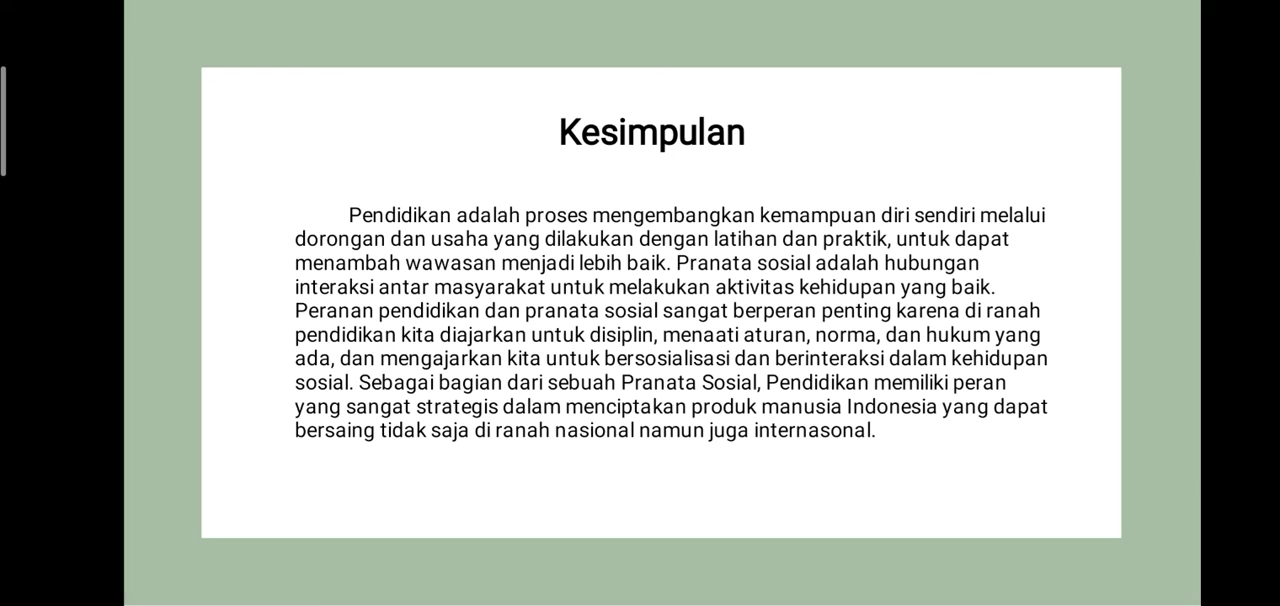 Kesimpulan
Pendidikan adalah proses mengembangkan kemampuan diri sendiri melalui
dorongan dan usaha yang dilakukan dengan latihan dan praktik, untuk dapat
menambah wawasan menjadi lebih baik. Pranata sosial adalah hubungan
interaksi antar masyarakat untuk melakukan aktivitas kehidupan yang baik.
Peranan pendidikan dan pranata sosial sangat berperan penting karena di ranah
pendidikan kita diajarkan untuk disiplin, menaati aturan, norma, dan hukum yang
ada, dan mengajarkan kita untuk bersosialisasi dan berinteraksi dalam kehidupan
sosial. Sebagai bagian dari sebuah Pranata Sosial, Pendidikan memiliki peran
yang sangat strategis dalam menciptakan produk manusia Indonesia yang dapat
bersaing tidak saja di ranah nasional namun juga internasonal.